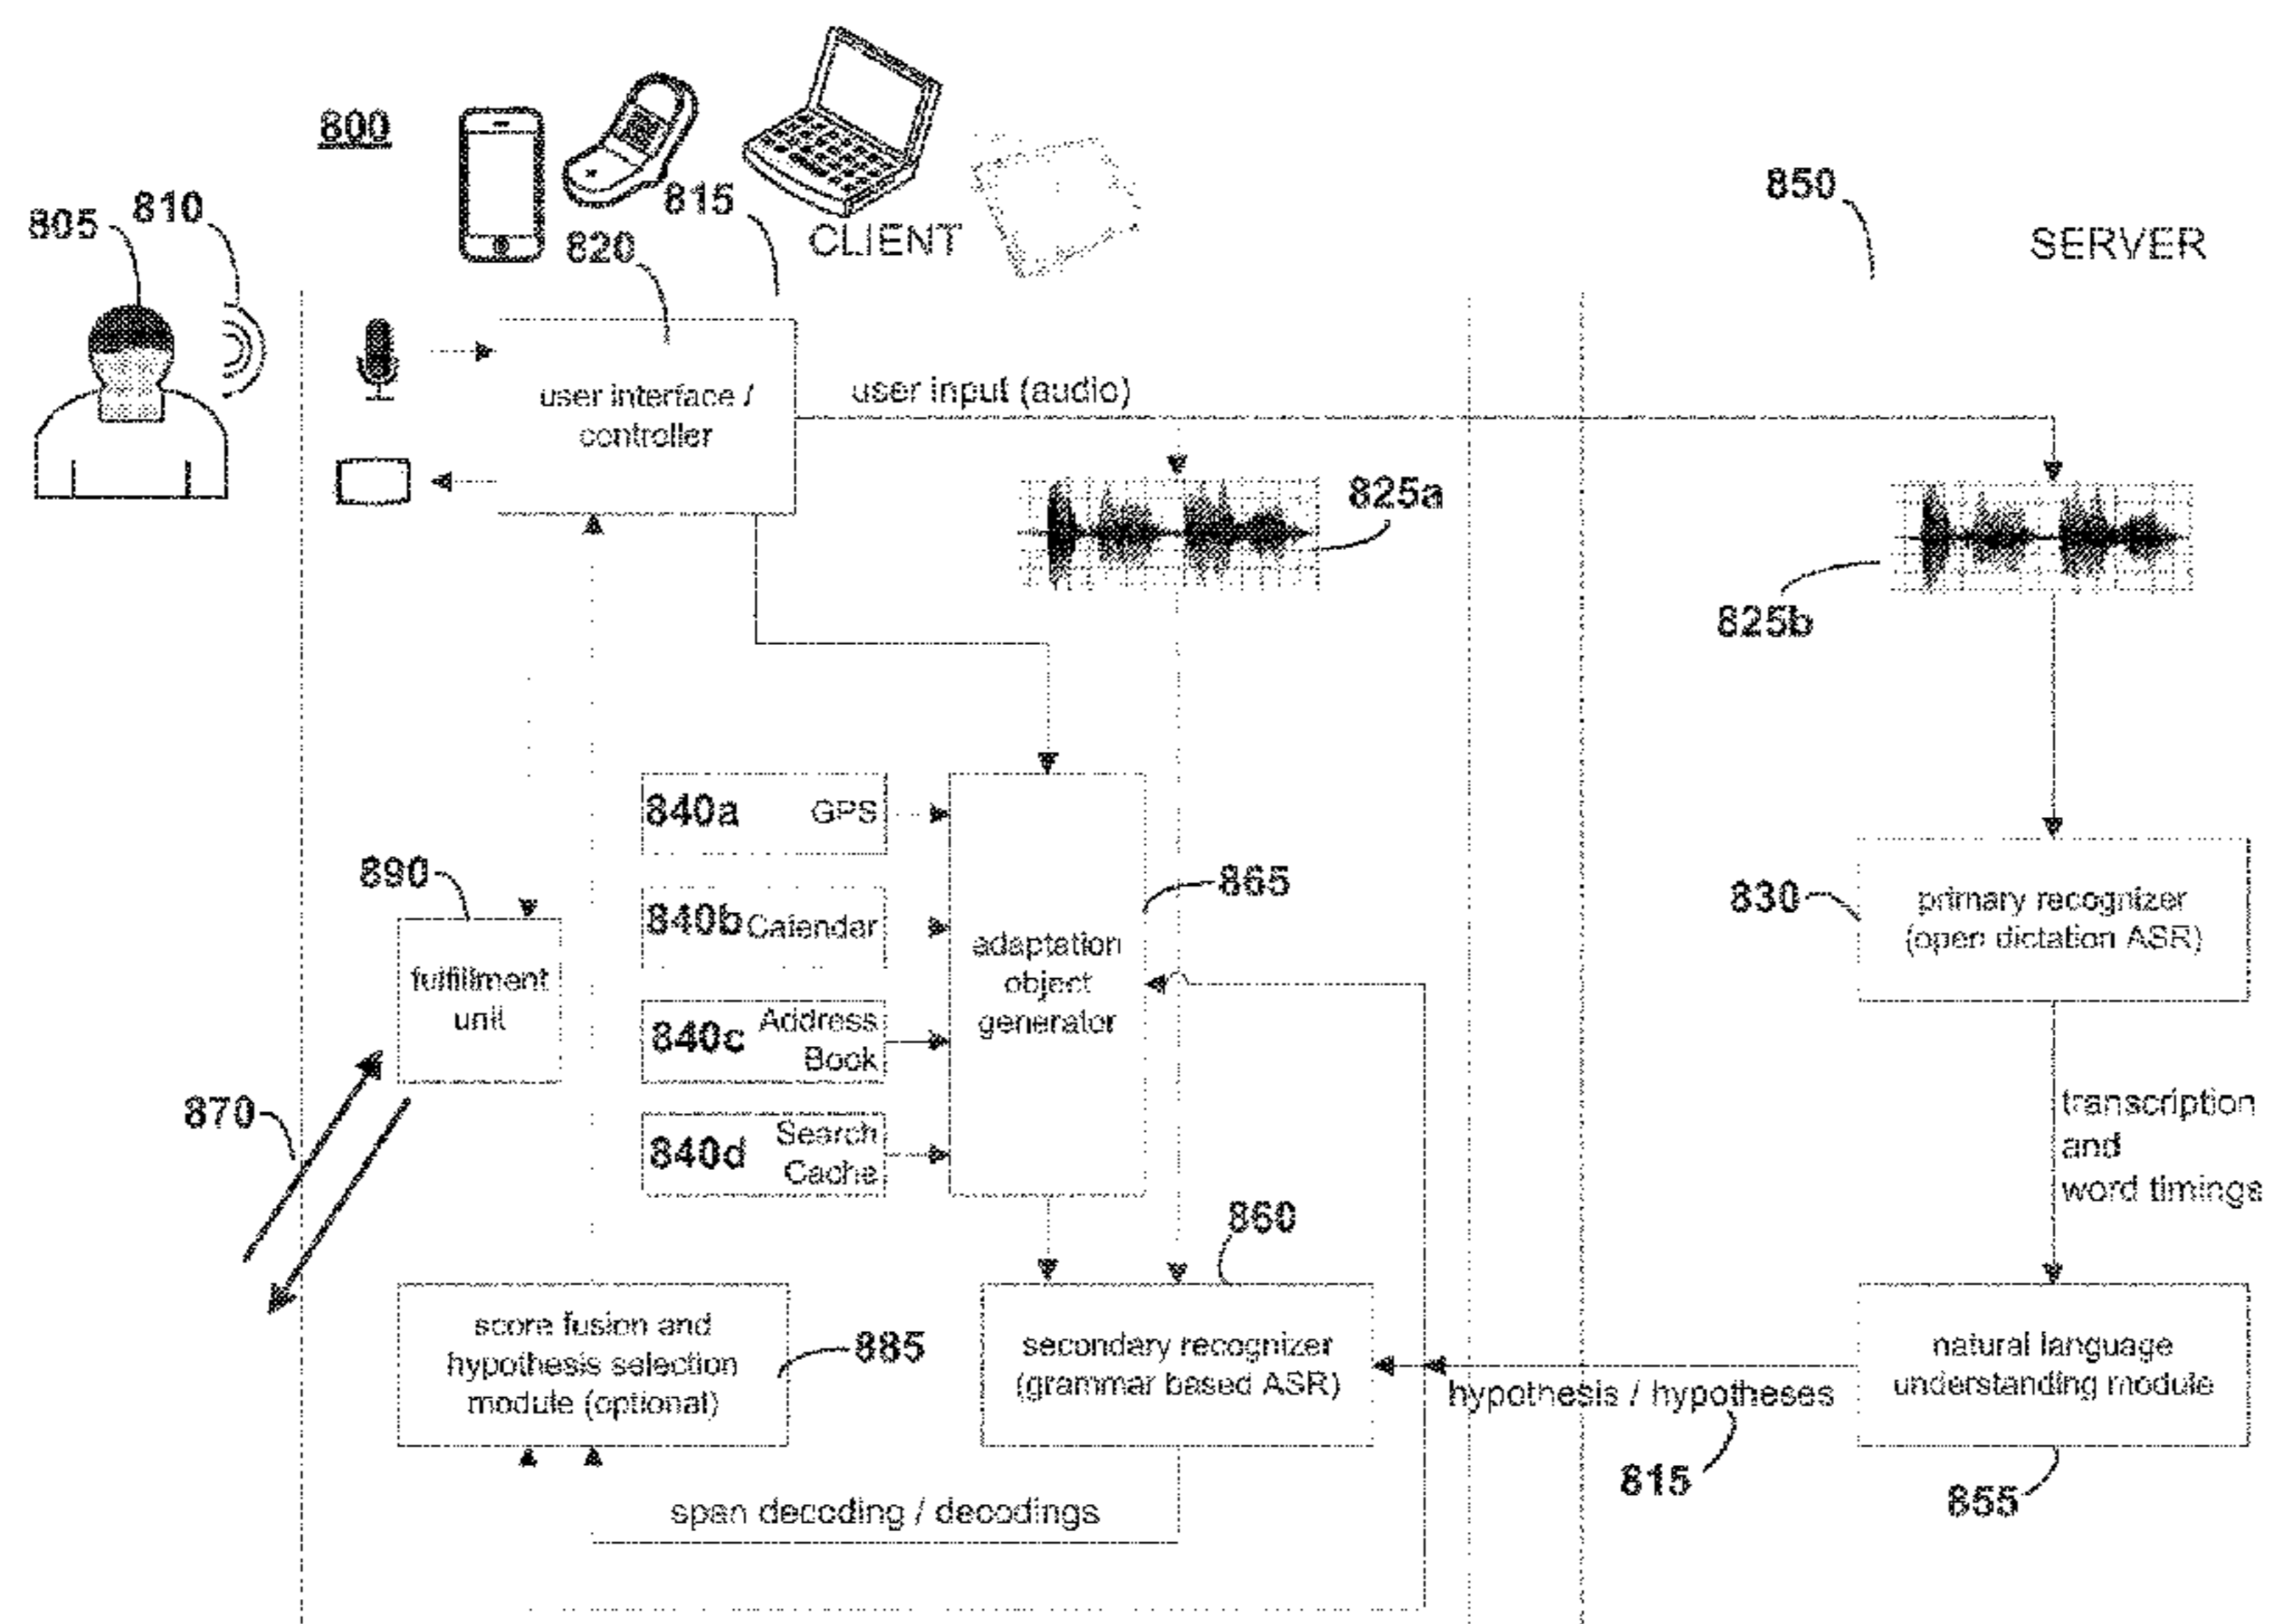 800
805
810
820
815
CLIENT
850
SERVER
user interface /
controller
user input (audio)
825a
825b
840a GPS
840b Calendar
840c Address
Book
840d Search
Cache
adaptation
object
generator
865
890
fulfillment
unit
870
830
primary recognizer
(open dictation ASR)
transcription
and
word timings
860
score fusion and
hypothesis selection
module (optional)
885
secondary recognizer
(grammar based ASR)
hypothesis / hypotheses
815
natural language
understanding module
855
span decoding / decodings